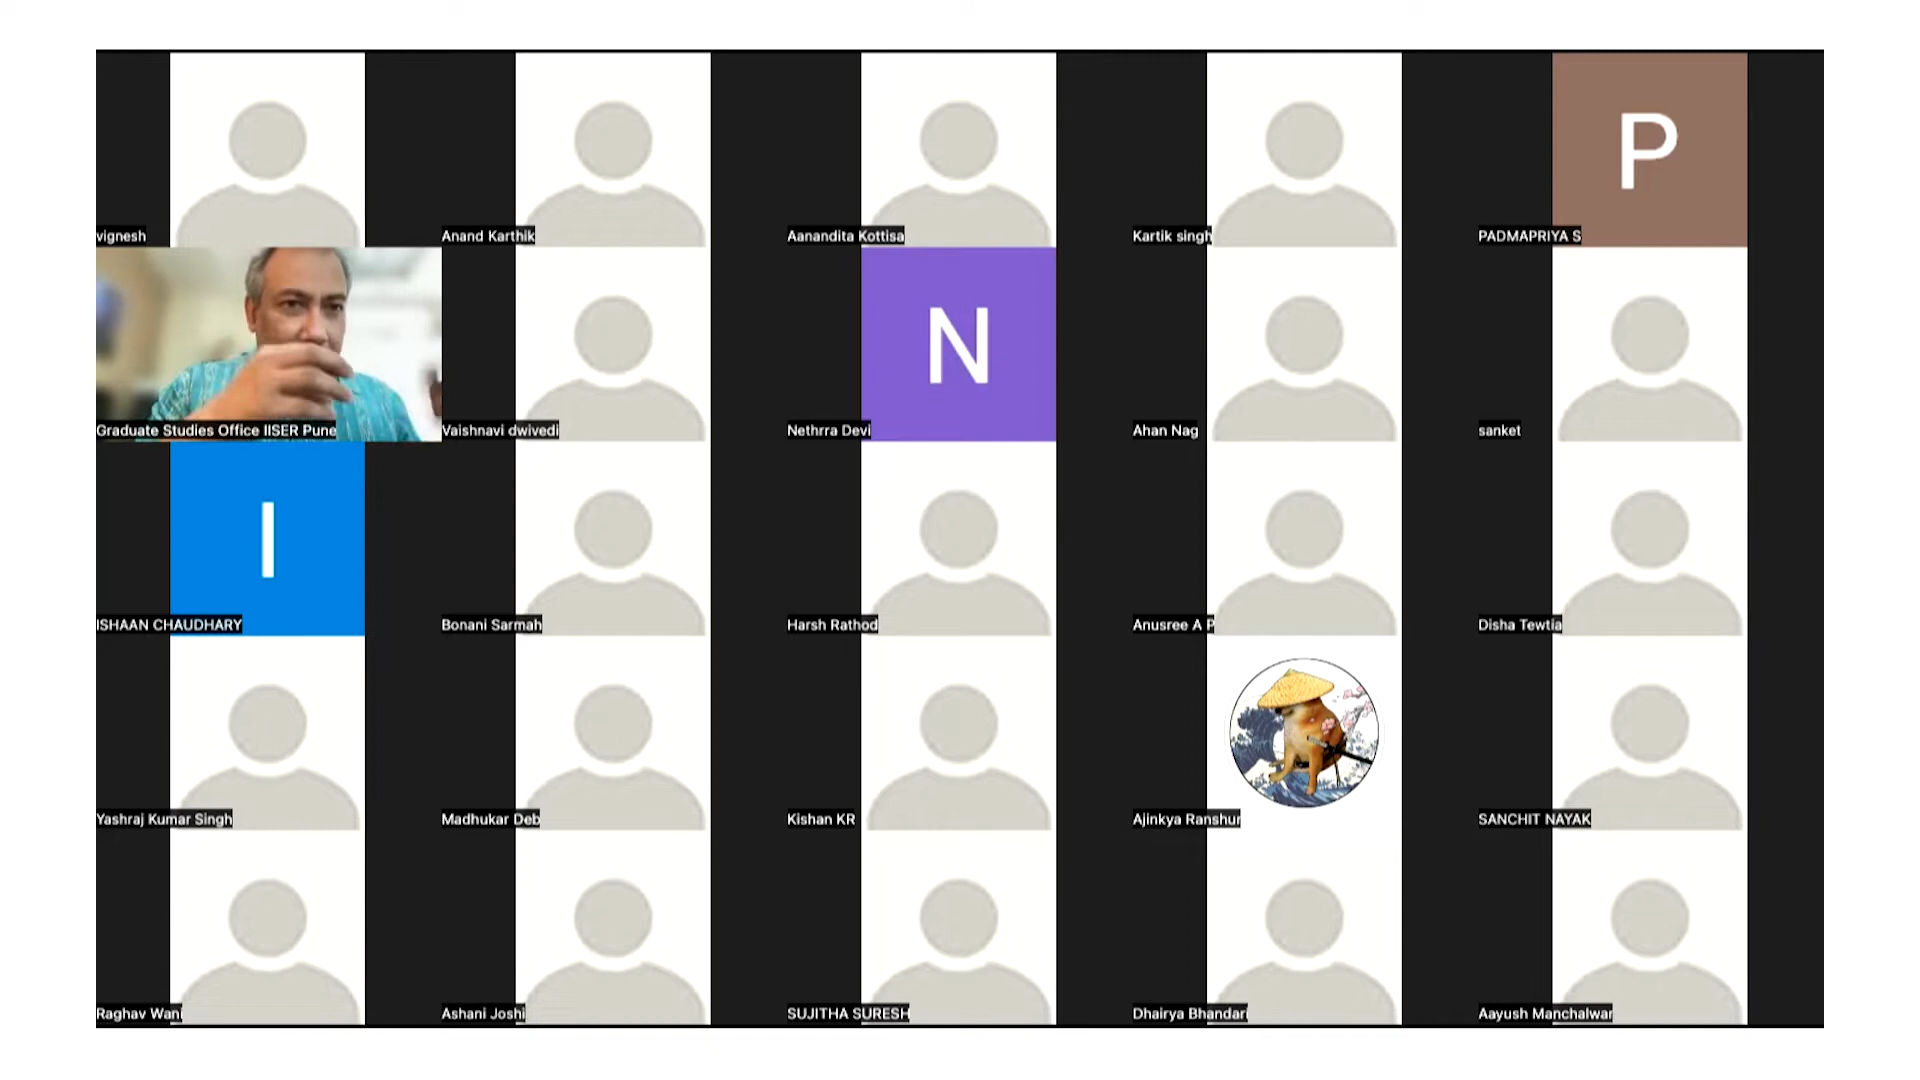 P
vignesh
Anand Karthik
Aanandita Kottisa
Kartik singh
PADMAPRIYA S
N
Graduate Studies Office IISER Pune
Vaishnavi dwivedi
Nethrra Devi
Ahan Nag
sanket
I
ISHAAN CHAUDHARY
Bonani Sarmah
Harsh Rathod
Anusree A P
Disha Tewtia
Yashraj Kumar Singh
Madhukar Deb
Kishan KR
Ajinkya Ranshur
SANCHIT NAYAK
Raghav Wani
Ashani Joshi
SUJITHA SURESH
Dhairya Bhandari
Aayush Manchalwar